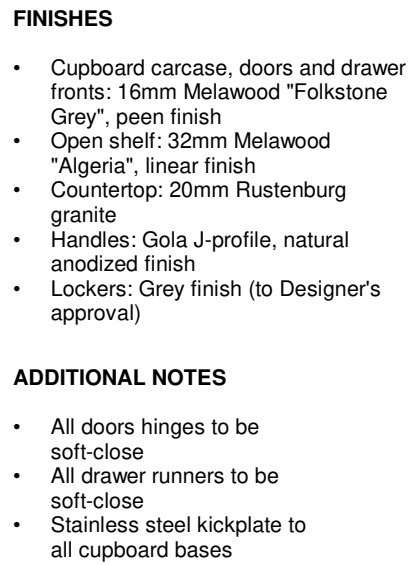 FINISHES
• Cupboard carcase, doors and drawer
fronts: 16mm Melawood "Folkstone
Grey", peen finish
• Open shelf: 32mm Melawood
"Algeria", linear finish
• Countertop: 20mm Rustenburg
granite
• Handles: Gola J-profile, natural
anodized finish
• Lockers: Grey finish (to Designer's
approval)
ADDITIONAL NOTES
• All doors hinges to be
soft-close
• All drawer runners to be
soft-close
• Stainless steel kickplate to
all cupboard bases